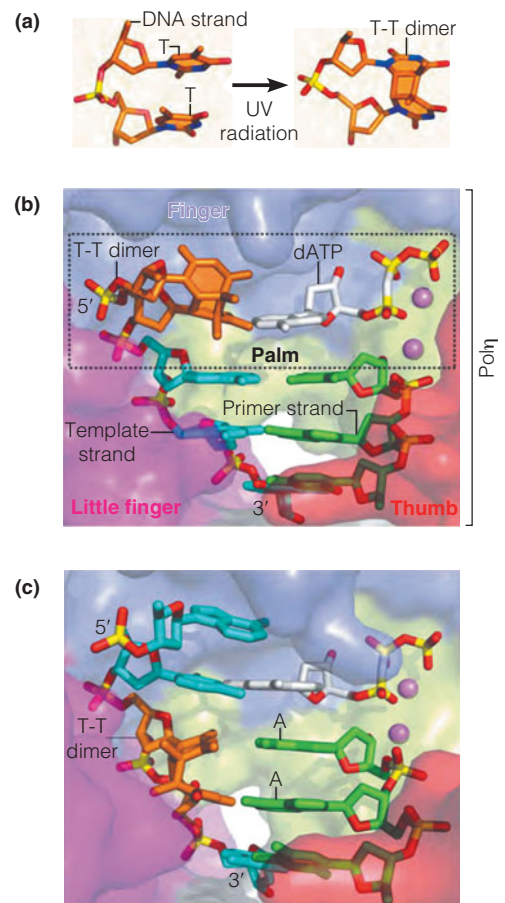 (a)
DNA strand
T
T
UV
radiation
T-T dimer
(b)
Finger
T-T dimer
dATP
5′
Palm
Primer strand
Template
strand
Little finger
3′
Thumb
Polη
(c)
5′
T-T
dimer
A
A
3′